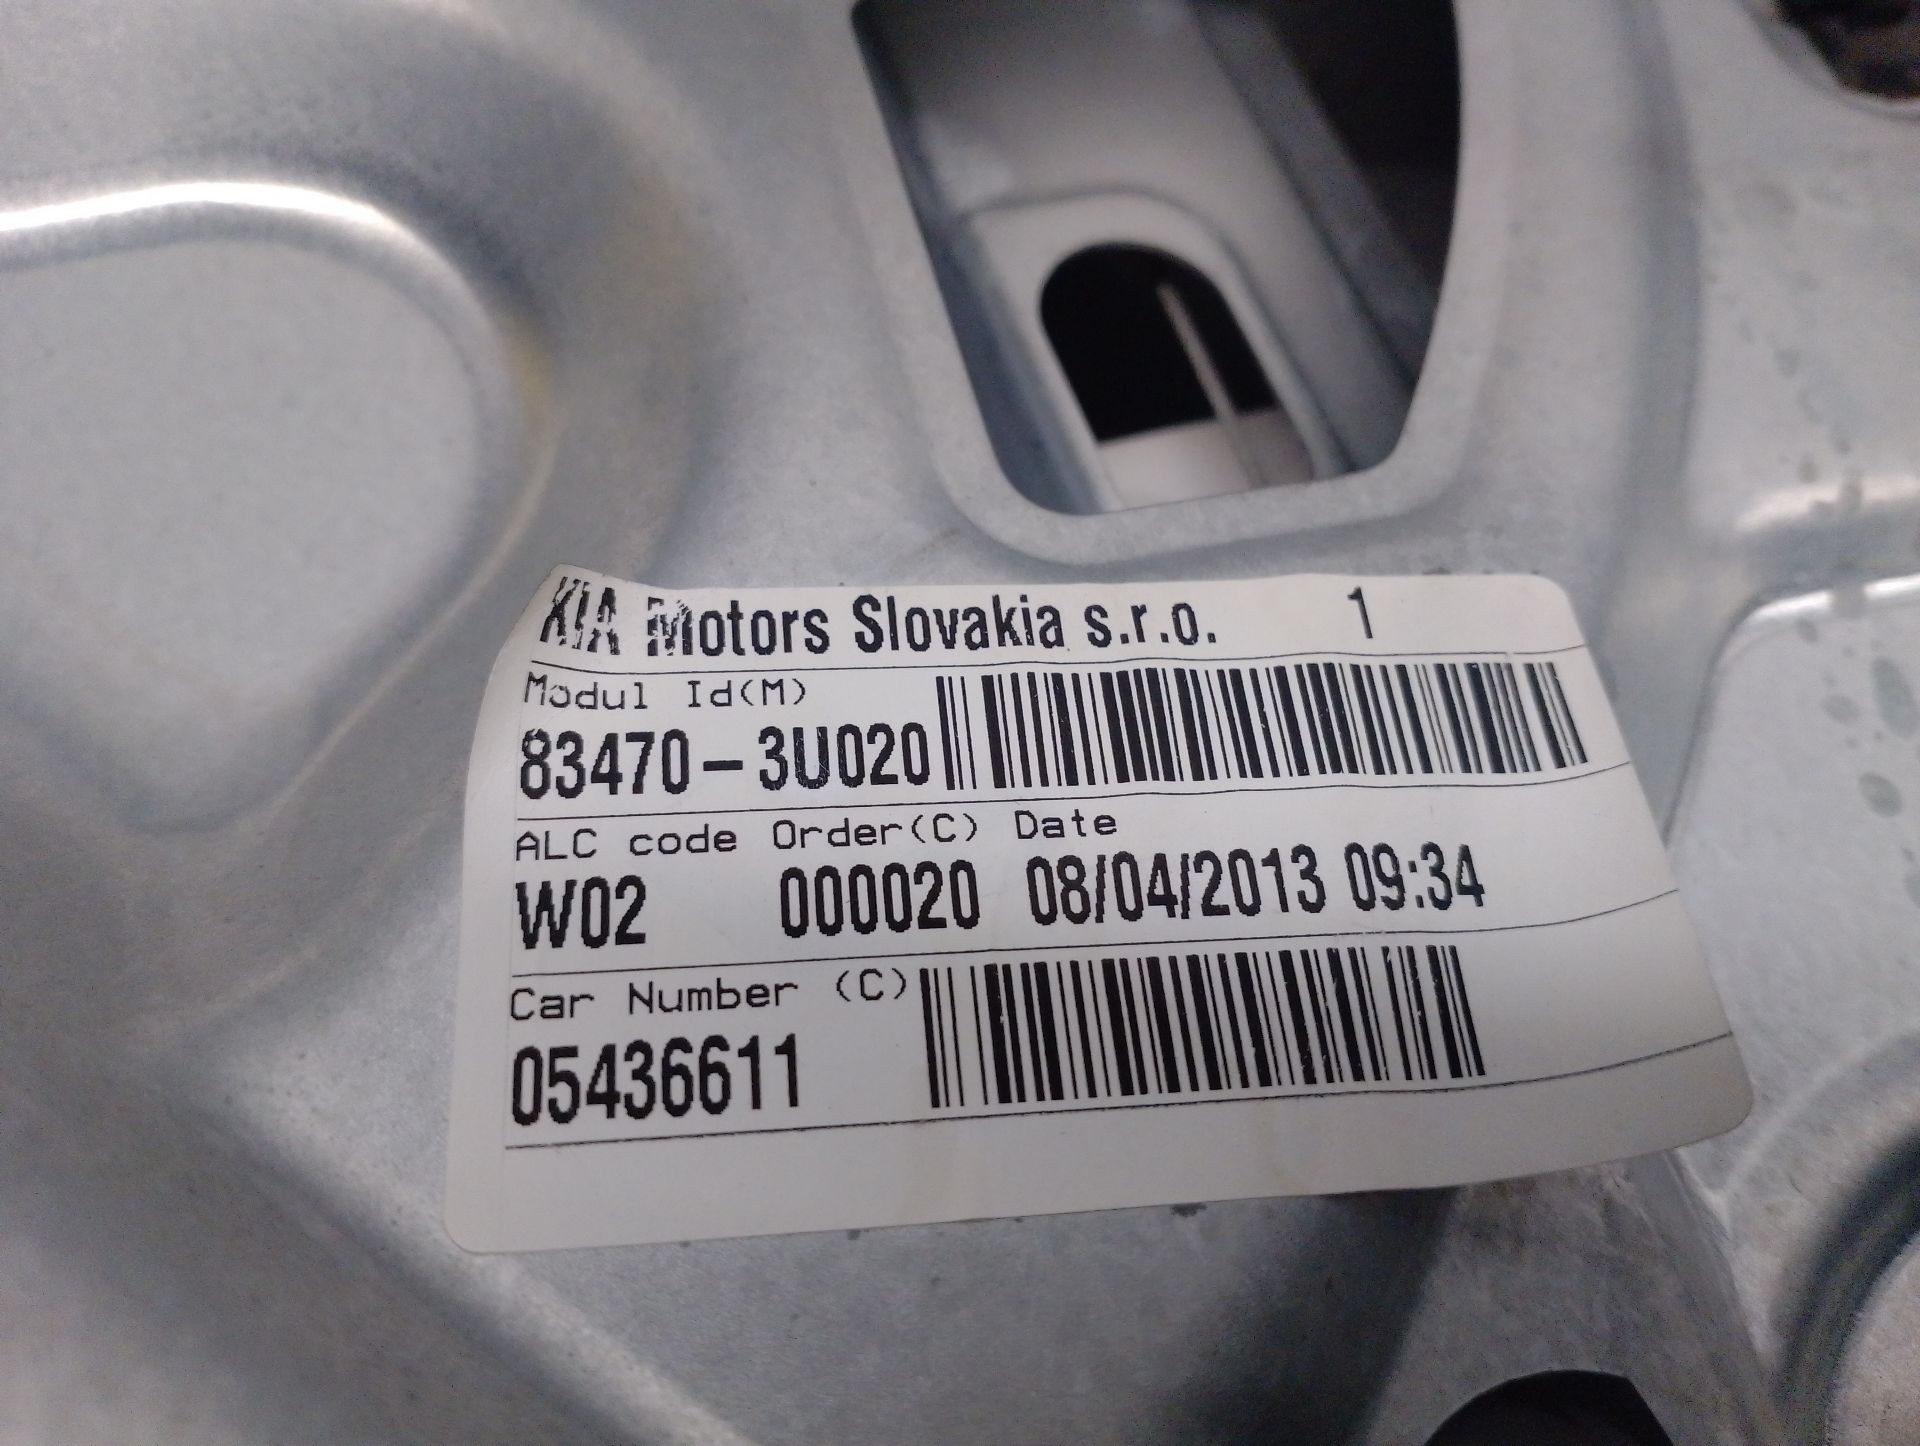 KIA Motors Slovakia s.r.o. 1
Modul Id(M)
83470-3U020
ALC code Order(C) Date
W02 000020 08/04/2013 09:34
Car Number (C)
05436611